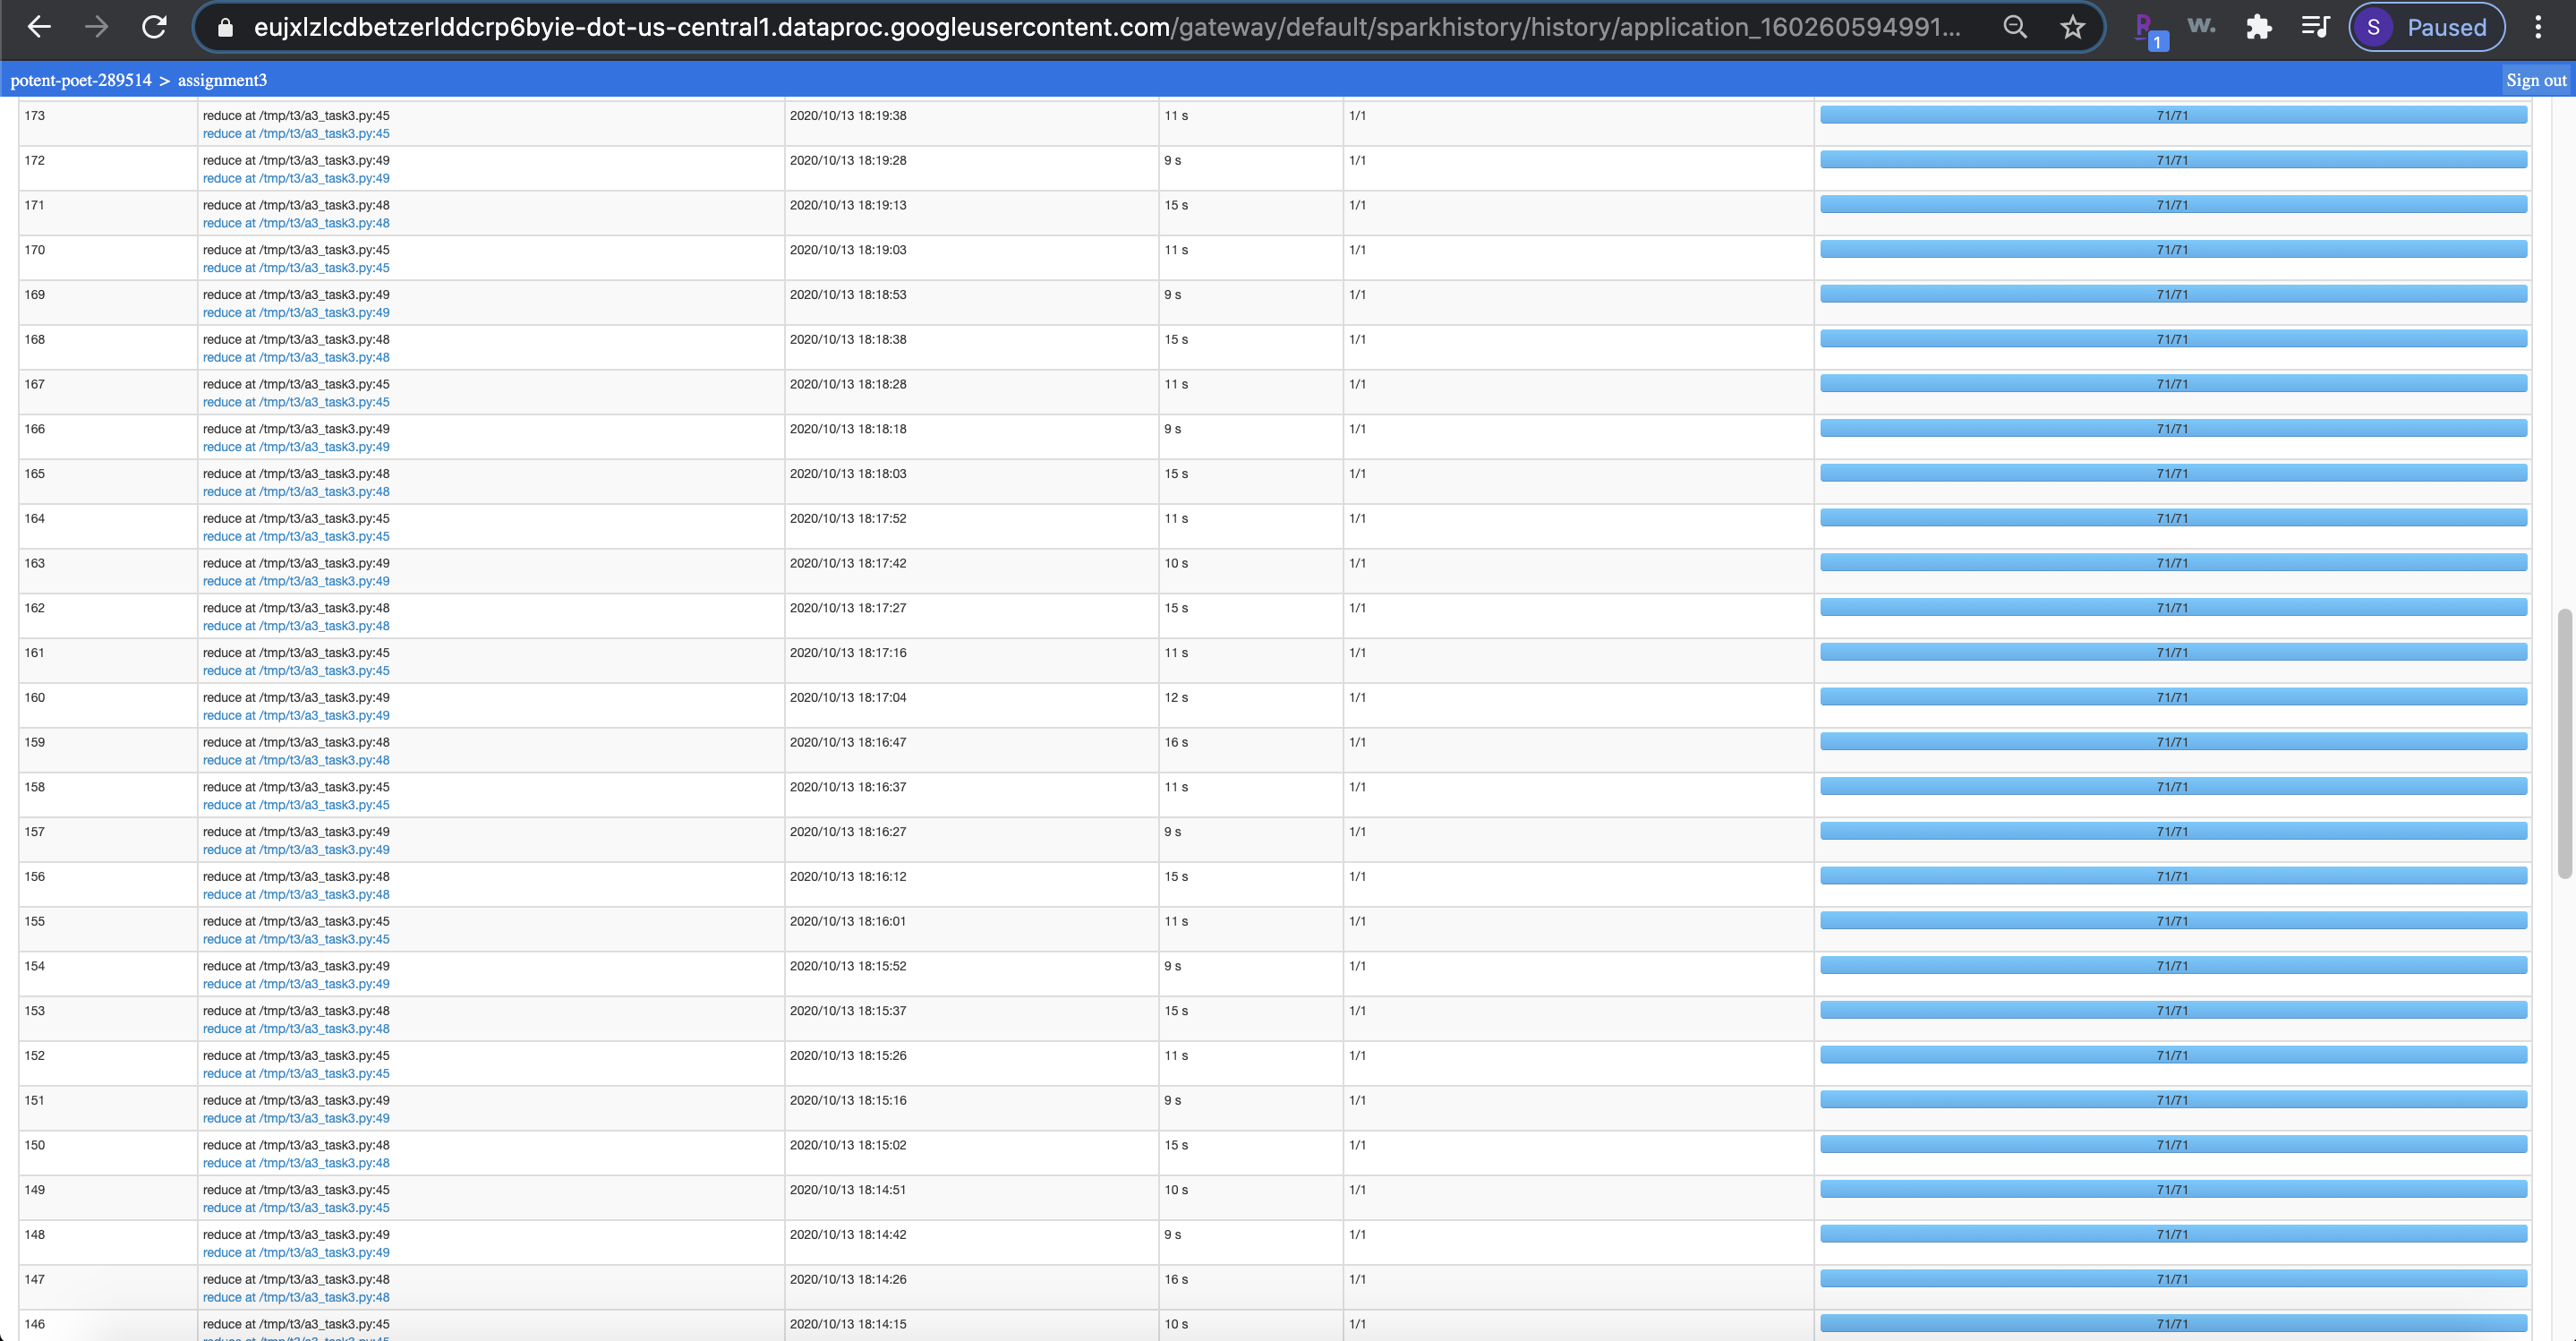 eujxlzlcdbetzerlddcrp6byie-dot-us-central1.dataproc.googleusercontent.com/gateway/default/sparkhistory/history/application_160260594991...
1
w.
S Paused
potent-poet-289514 > assignment3 Sign out
173 reduce at /tmp/t3/a3_task3.py:45 2020/10/13 18:19:38 11 s 1/1 71/71
reduce at /tmp/t3/a3_task3.py:45
172 reduce at /tmp/t3/a3_task3.py:49 2020/10/13 18:19:28 9 s 1/1 71/71
reduce at /tmp/t3/a3_task3.py:49
171 reduce at /tmp/t3/a3_task3.py:48 2020/10/13 18:19:13 15 s 1/1 71/71
reduce at /tmp/t3/a3_task3.py:48
170 reduce at /tmp/t3/a3_task3.py:45 2020/10/13 18:19:03 11 s 1/1 71/71
reduce at /tmp/t3/a3_task3.py:45
169 reduce at /tmp/t3/a3_task3.py:49 2020/10/13 18:18:53 9 s 1/1 71/71
reduce at /tmp/t3/a3_task3.py:49
168 reduce at /tmp/t3/a3_task3.py:48 2020/10/13 18:18:38 15 s 1/1 71/71
reduce at /tmp/t3/a3_task3.py:48
167 reduce at /tmp/t3/a3_task3.py:45 2020/10/13 18:18:28 11 s 1/1 71/71
reduce at /tmp/t3/a3_task3.py:45
166 reduce at /tmp/t3/a3_task3.py:49 2020/10/13 18:18:18 9 s 1/1 71/71
reduce at /tmp/t3/a3_task3.py:49
165 reduce at /tmp/t3/a3_task3.py:48 2020/10/13 18:18:03 15 s 1/1 71/71
reduce at /tmp/t3/a3_task3.py:48
164 reduce at /tmp/t3/a3_task3.py:45 2020/10/13 18:17:52 11 s 1/1 71/71
reduce at /tmp/t3/a3_task3.py:45
163 reduce at /tmp/t3/a3_task3.py:49 2020/10/13 18:17:42 10 s 1/1 71/71
reduce at /tmp/t3/a3_task3.py:49
162 reduce at /tmp/t3/a3_task3.py:48 2020/10/13 18:17:27 15 s 1/1 71/71
reduce at /tmp/t3/a3_task3.py:48
161 reduce at /tmp/t3/a3_task3.py:45 2020/10/13 18:17:16 11 s 1/1 71/71
reduce at /tmp/t3/a3_task3.py:45
160 reduce at /tmp/t3/a3_task3.py:49 2020/10/13 18:17:04 12 s 1/1 71/71
reduce at /tmp/t3/a3_task3.py:49
159 reduce at /tmp/t3/a3_task3.py:48 2020/10/13 18:16:47 16 s 1/1 71/71
reduce at /tmp/t3/a3_task3.py:48
158 reduce at /tmp/t3/a3_task3.py:45 2020/10/13 18:16:37 11 s 1/1 71/71
reduce at /tmp/t3/a3_task3.py:45
157 reduce at /tmp/t3/a3_task3.py:49 2020/10/13 18:16:27 9 s 1/1 71/71
reduce at /tmp/t3/a3_task3.py:49
156 reduce at /tmp/t3/a3_task3.py:48 2020/10/13 18:16:12 15 s 1/1 71/71
reduce at /tmp/t3/a3_task3.py:48
155 reduce at /tmp/t3/a3_task3.py:45 2020/10/13 18:16:01 11 s 1/1 71/71
reduce at /tmp/t3/a3_task3.py:45
154 reduce at /tmp/t3/a3_task3.py:49 2020/10/13 18:15:52 9 s 1/1 71/71
reduce at /tmp/t3/a3_task3.py:49
153 reduce at /tmp/t3/a3_task3.py:48 2020/10/13 18:15:37 15 s 1/1 71/71
reduce at /tmp/t3/a3_task3.py:48
152 reduce at /tmp/t3/a3_task3.py:45 2020/10/13 18:15:26 11 s 1/1 71/71
reduce at /tmp/t3/a3_task3.py:45
151 reduce at /tmp/t3/a3_task3.py:49 2020/10/13 18:15:16 9 s 1/1 71/71
reduce at /tmp/t3/a3_task3.py:49
150 reduce at /tmp/t3/a3_task3.py:48 2020/10/13 18:15:02 15 s 1/1 71/71
reduce at /tmp/t3/a3_task3.py:48
149 reduce at /tmp/t3/a3_task3.py:45 2020/10/13 18:14:51 10 s 1/1 71/71
reduce at /tmp/t3/a3_task3.py:45
148 reduce at /tmp/t3/a3_task3.py:49 2020/10/13 18:14:42 9 s 1/1 71/71
reduce at /tmp/t3/a3_task3.py:49
147 reduce at /tmp/t3/a3_task3.py:48 2020/10/13 18:14:26 16 s 1/1 71/71
reduce at /tmp/t3/a3_task3.py:48
146 reduce at /tmp/t3/a3_task3.py:45 2020/10/13 18:14:15 10 s 1/1 71/71